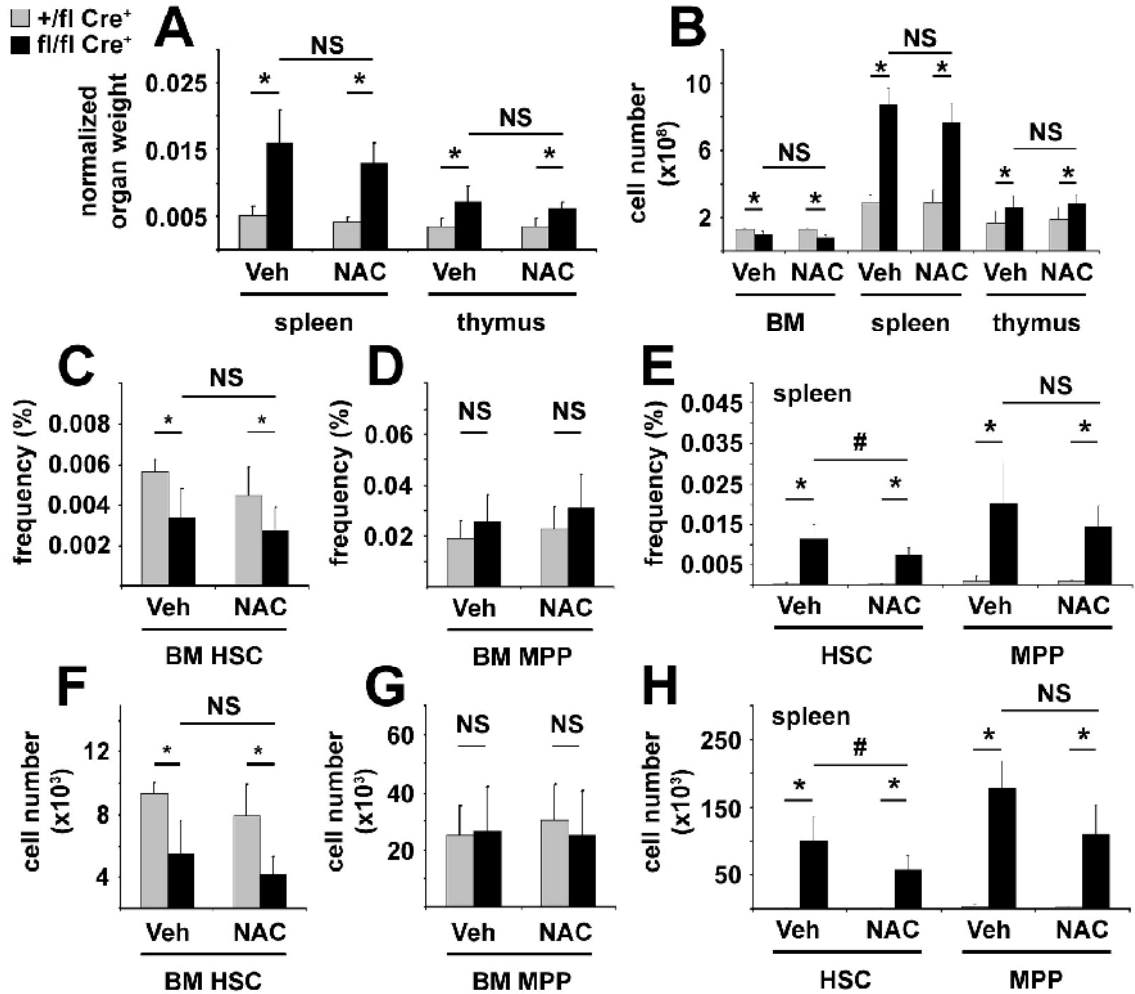 +/fl Cre⁺
fl/fl Cre⁺
A
normalized
organ weight
0.025
0.015
0.005
NS
*
*
NS
*
*
Veh
NAC
Veh
NAC
spleen
thymus
B
cell number
(x10⁸)
10
6
2
NS
*
*
NS
*
*
NS
*
*
Veh
NAC
Veh
NAC
Veh
NAC
BM
spleen
thymus
C
frequency (%)
0.008
0.006
0.004
0.002
NS
*
*
Veh
NAC
BM HSC
D
frequency (%)
0.06
0.04
0.02
NS
NS
Veh
NAC
BM MPP
E
spleen
frequency (%)
0.045
0.035
0.025
0.015
0.005
#
*
*
NS
*
*
Veh
NAC
Veh
NAC
HSC
MPP
F
cell number
(x10³)
12
8
4
NS
*
*
Veh
NAC
BM HSC
G
cell number
(x10³)
60
40
20
NS
NS
Veh
NAC
BM MPP
H
spleen
cell number
(x10³)
250
150
50
#
*
*
NS
*
*
Veh
NAC
Veh
NAC
HSC
MPP